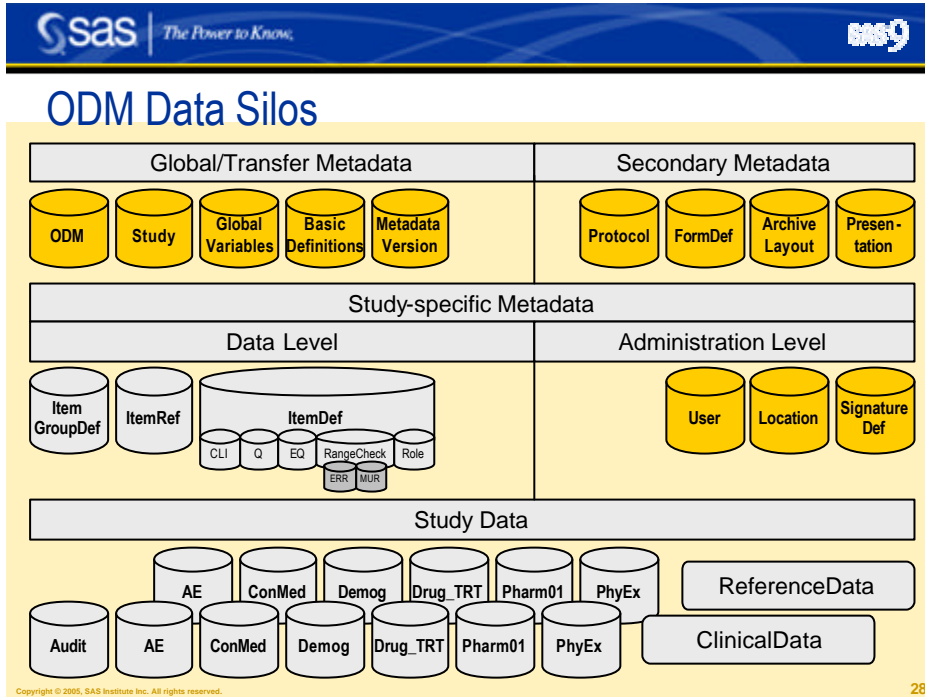 sas The Power to Know.
SAS 9
ODM Data Silos
Global/Transfer Metadata
Secondary Metadata
ODM
Study
Global
Variables
Basic
Definitions
Metadata
Version
Protocol
FormDef
Archive
Layout
Presen-
tation
Study-specific Metadata
Data Level
Administration Level
Item
GroupDef
ItemRef
ItemDef
CLI
Q
EQ
RangeCheck
Role
ERR
MUR
User
Location
Signature
Def
Study Data
AE
ConMed
Demog
Drug_TRT
Pharm01
PhyEx
ReferenceData
Audit
AE
ConMed
Demog
Drug_TRT
Pharm01
PhyEx
ClinicalData
Copyright © 2005, SAS Institute Inc. All rights reserved.
28